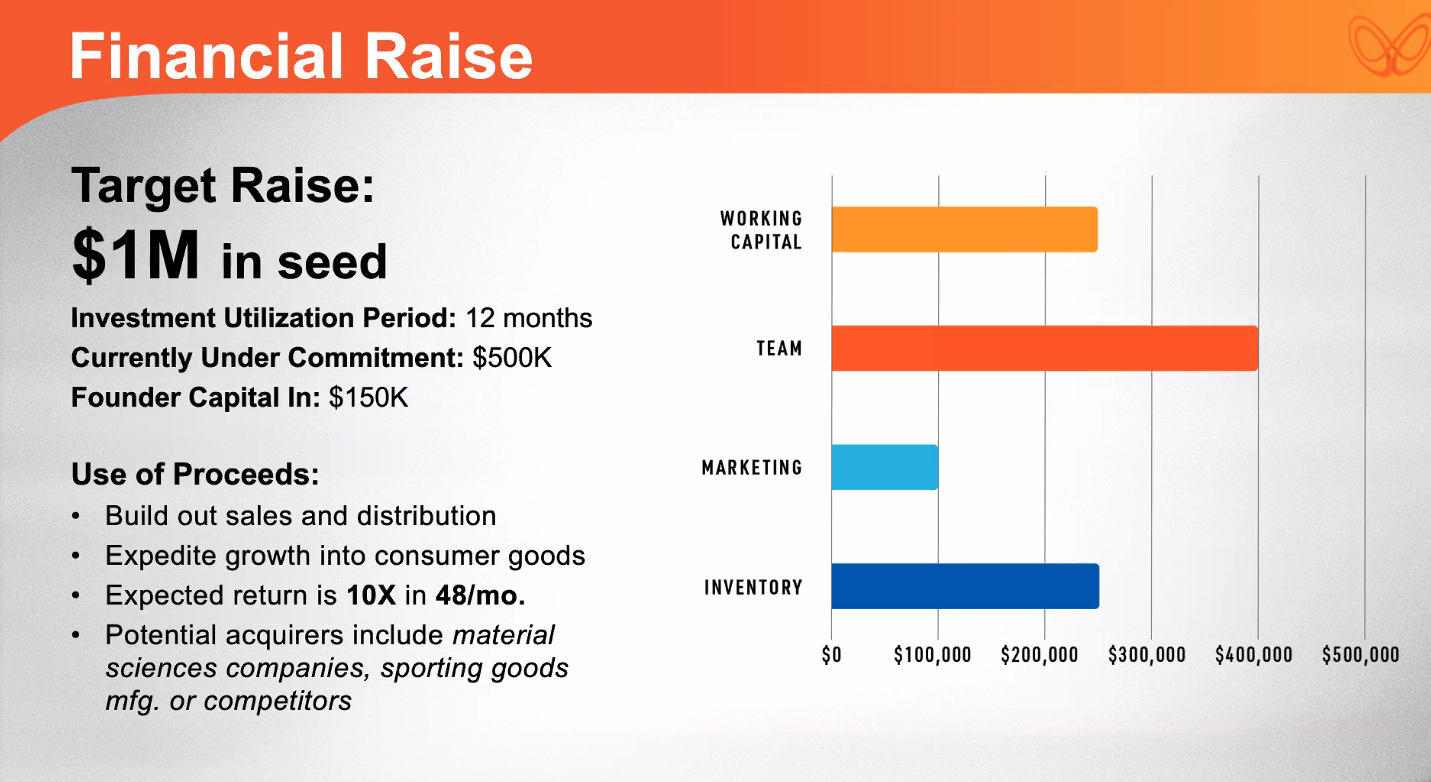 Financial Raise
Target Raise:
$1M in seed
Investment Utilization Period: 12 months
Currently Under Commitment: $500K
Founder Capital In: $150K
Use of Proceeds:
• Build out sales and distribution
• Expedite growth into consumer goods
• Expected return is 10X in 48/mo.
• Potential acquirers include material
sciences companies, sporting goods
mfg. or competitors
WORKING
CAPITAL
TEAM
MARKETING
INVENTORY
$0 $100,000 $200,000 $300,000 $400,000 $500,000